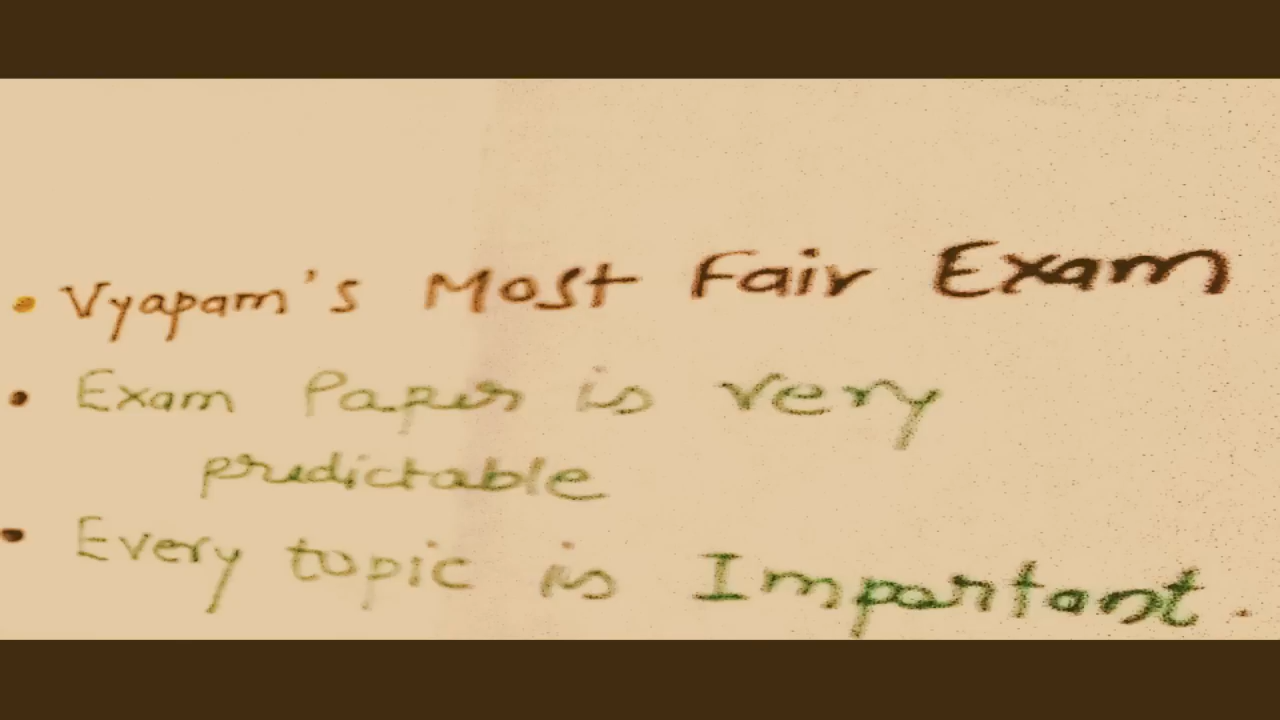 • Vyapam's Most Fair Exam
• Exam Paper is very
predictable
• Every topic is Important.